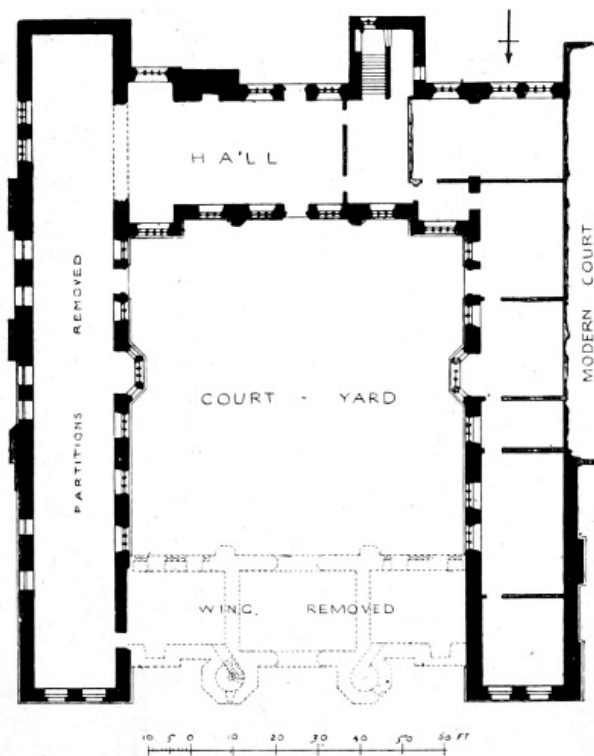 HALL
PARTITIONS REMOVED
MODERN COURT
COURT - YARD
WING, REMOVED
10 5 0 10 20 30 40 50 60 FT